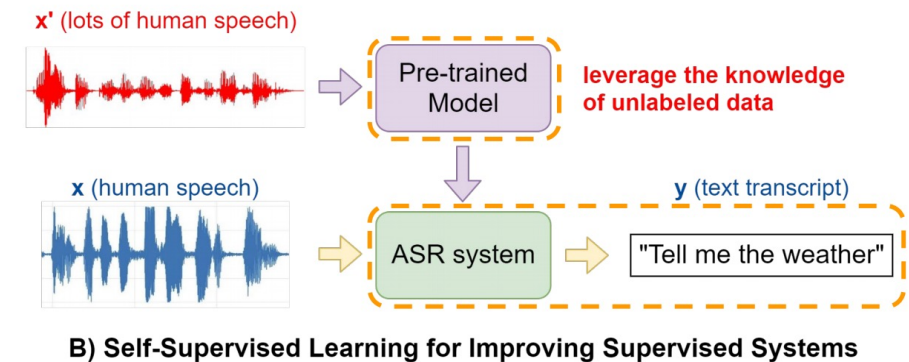 x' (lots of human speech)
Pre-trained
Model
leverage the knowledge
of unlabeled data
x (human speech)
y (text transcript)
ASR system
"Tell me the weather"
B) Self-Supervised Learning for Improving Supervised Systems